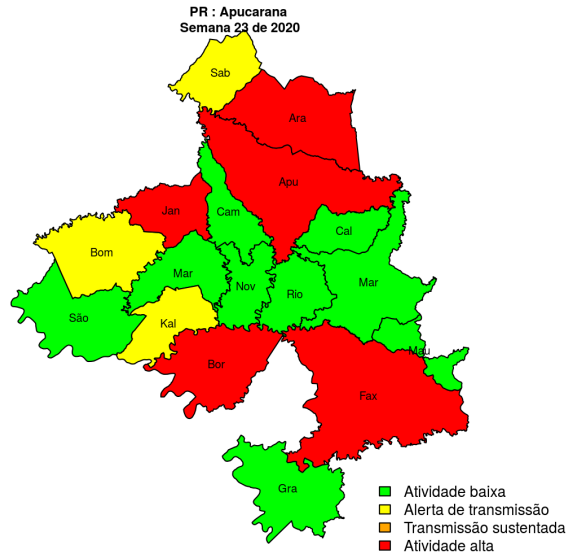 PR : Apucarana
Semana 23 de 2020
Sab
Ara
Apu
Jan
Cam
Cal
Bom
Mar
Nov
Rio
Mar
São
Kal
Mau
Bor
Fax
Gra
Atividade baixa
Alerta de transmissão
Transmissão sustentada
Atividade alta